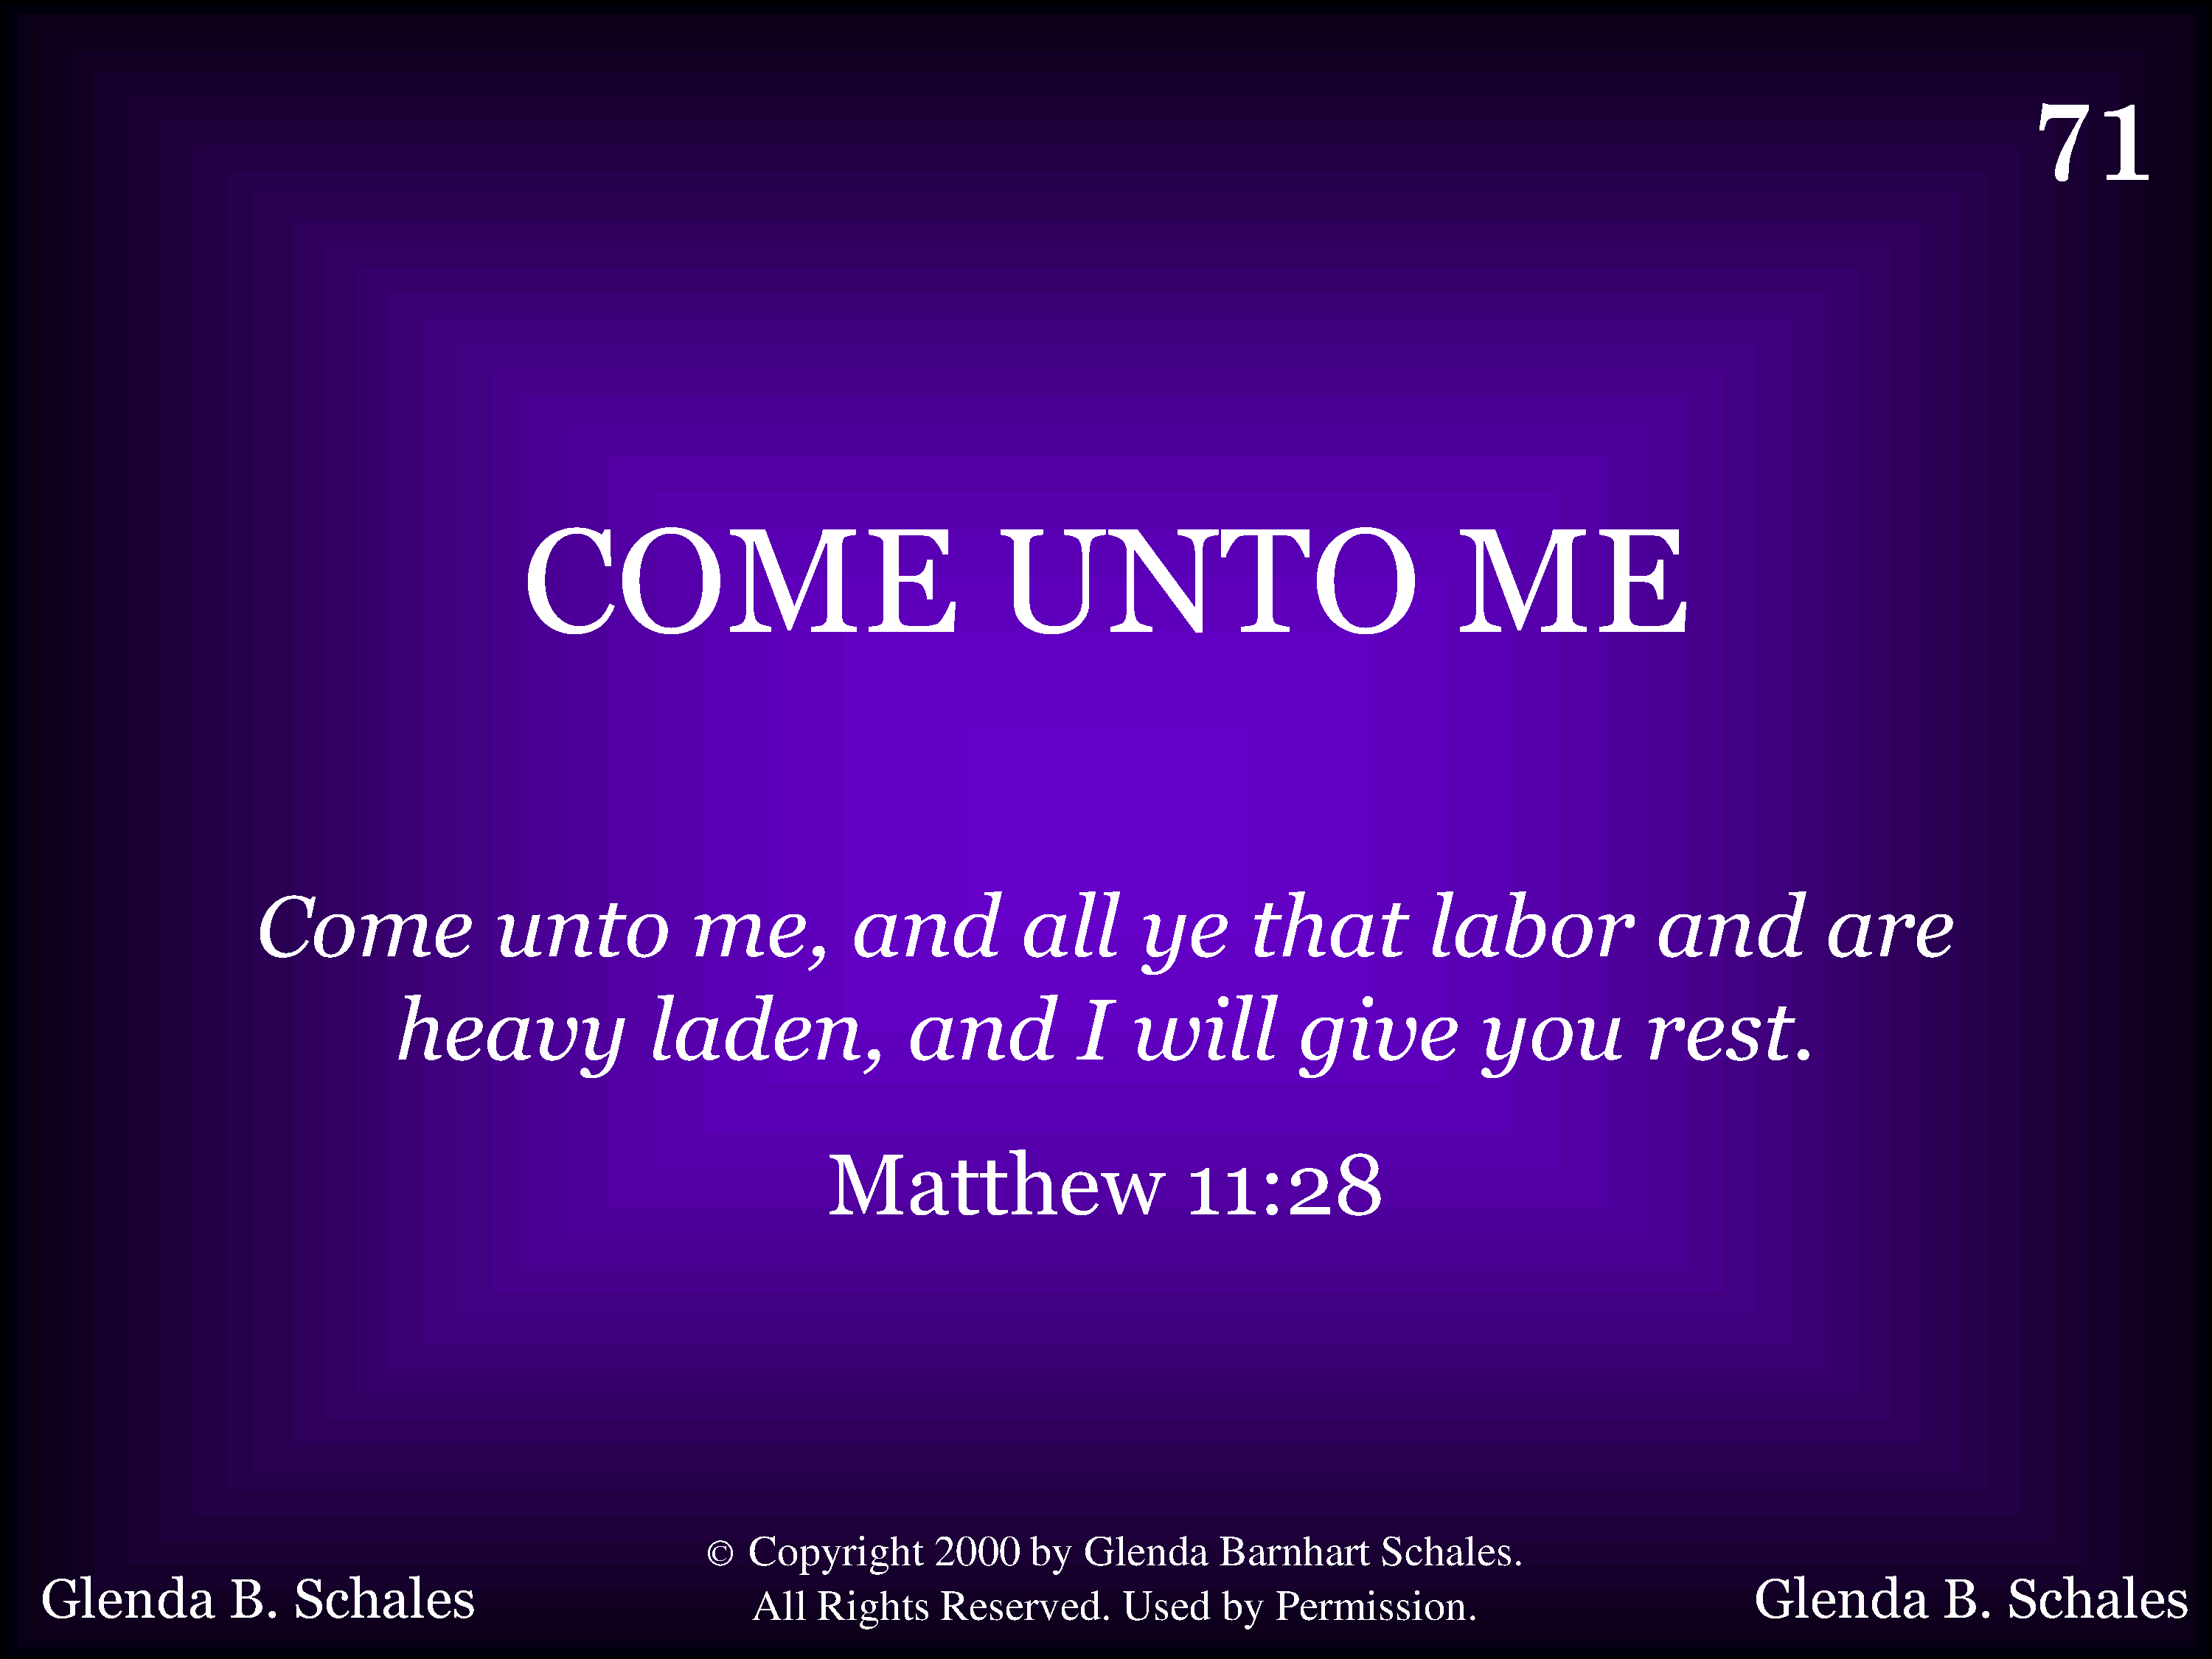 71
COME UNTO ME
Come unto me, and all ye that labor and are
heavy laden, and I will give you rest.
Matthew 11:28
© Copyright 2000 by Glenda Barnhart Schales.
All Rights Reserved. Used by Permission.
Glenda B. Schales
Glenda B. Schales